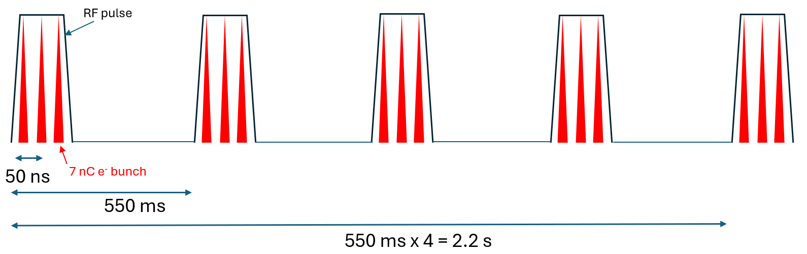 RF pulse
7 nC e⁻ bunch
50 ns
550 ms
550 ms x 4 = 2.2 s